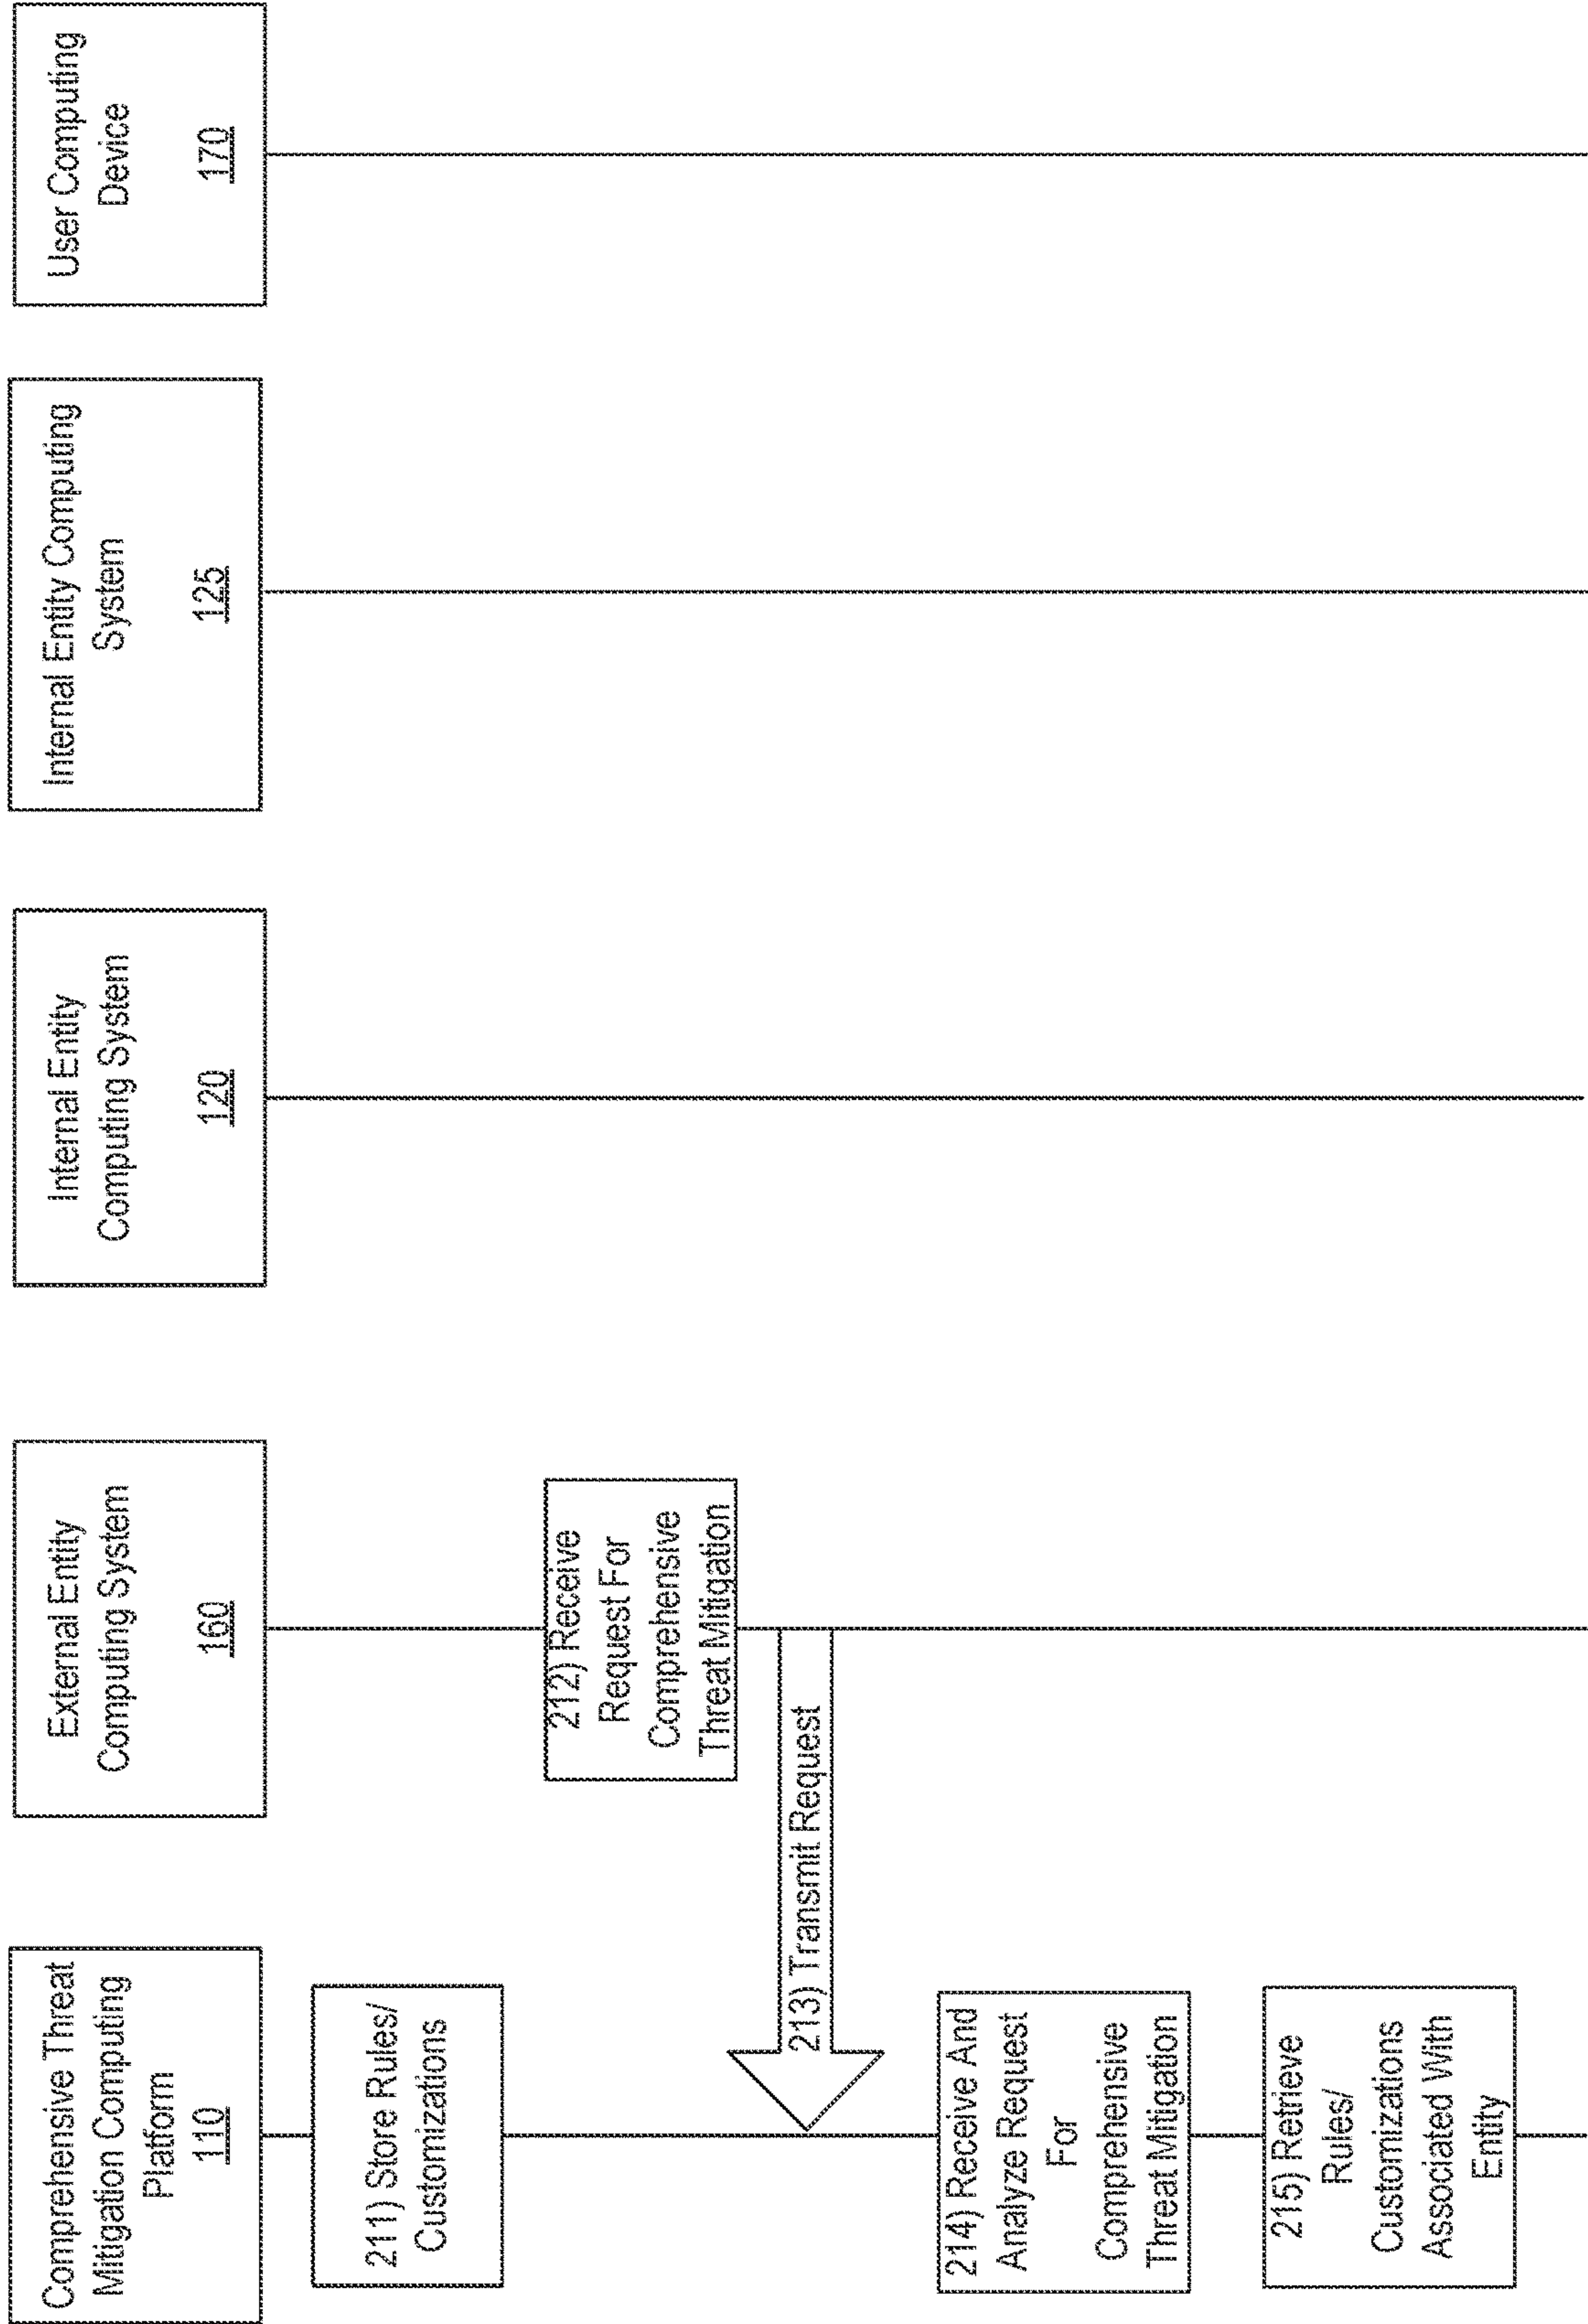 Comprehensive Threat
Mitigation Computing
Platform
110
External Entity
Computing System
160
Internal Entity
Computing System
120
Internal Entity Computing
System
125
User Computing
Device
170
211) Store Rules/
Customizations
212) Receive
Request For
Comprehensive
Threat Mitigation
213) Transmit Request
214) Receive And
Analyze Request
For
Comprehensive
Threat Mitigation
215) Retrieve
Rules/
Customizations
Associated With
Entity